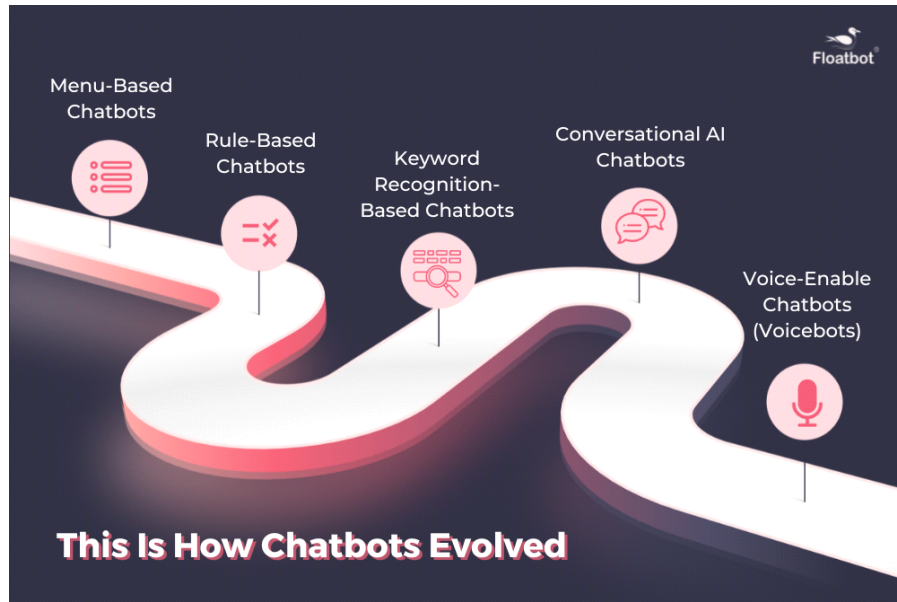 Floatbot®
Menu-Based
Chatbots
Rule-Based
Chatbots
Keyword
Recognition-
Based Chatbots
Conversational AI
Chatbots
Voice-Enable
Chatbots
(Voicebots)
This Is How Chatbots Evolved